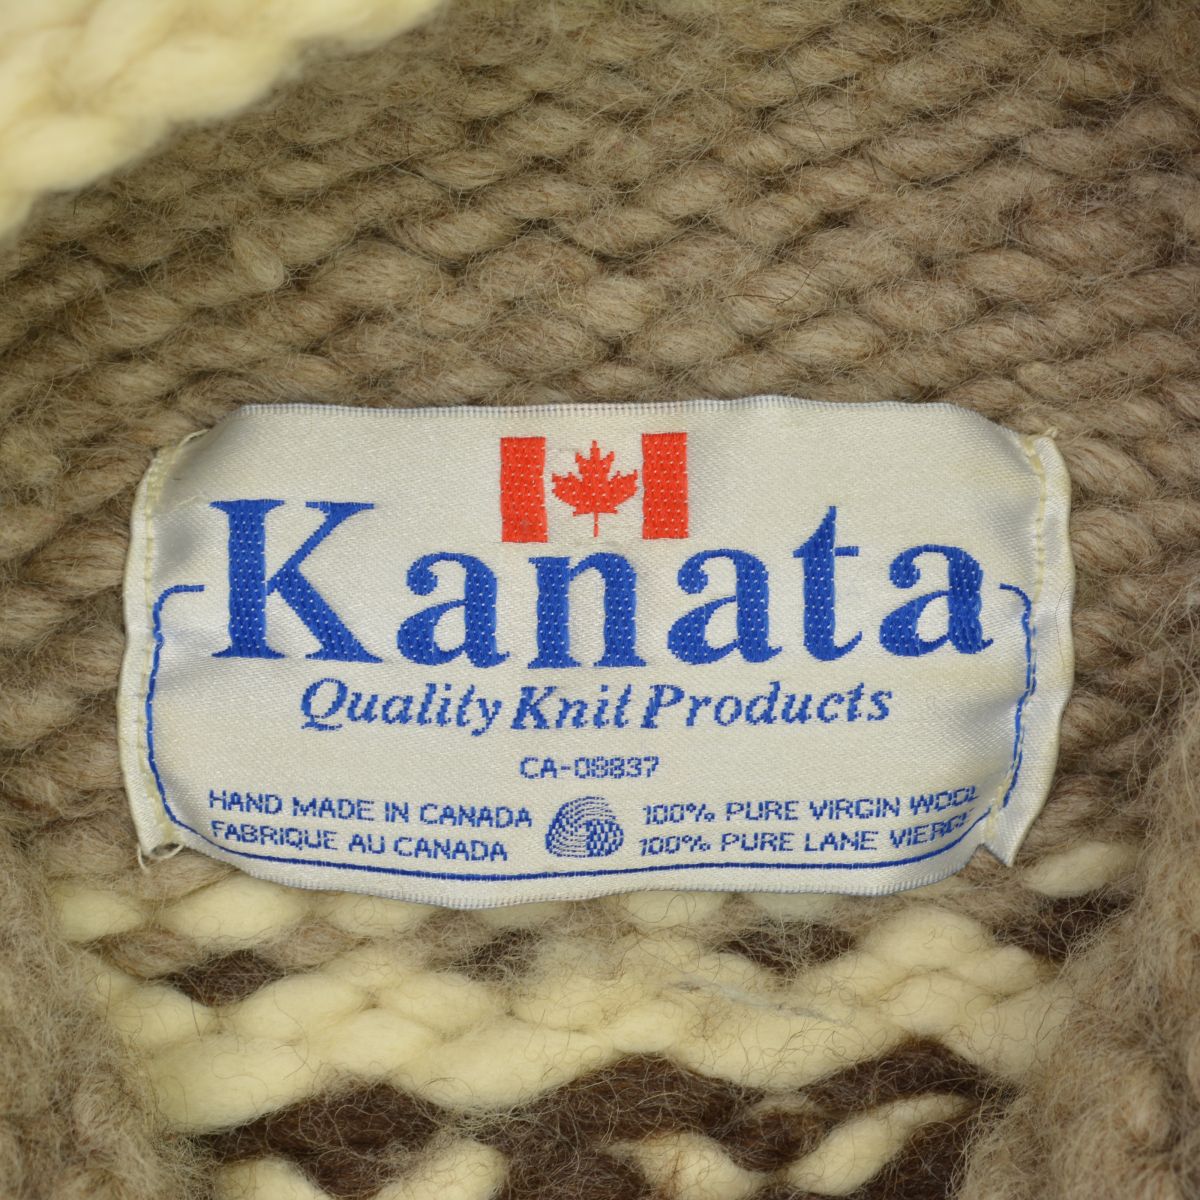 Kanata
Quality Knit Products
CA-08837
HAND MADE IN CANADA
FABRIQUE AU CANADA
100% PURE VIRGIN WOOL
100% PURE LANE VIERGE